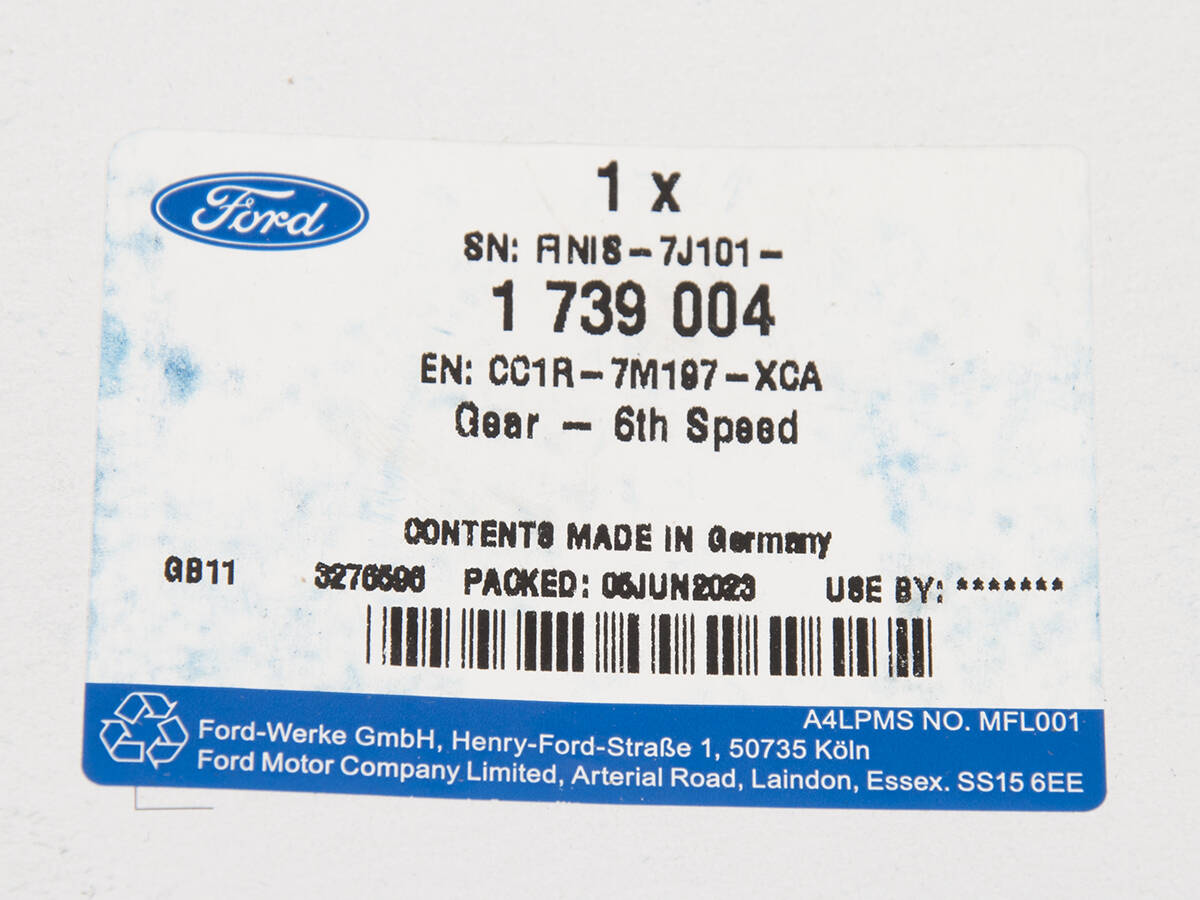 Ford
1 x
SN: FINIS-7J101-
1 739 004
EN: CC1R-7M197-XCA
Gear - 6th Speed
CONTENTS MADE IN Germany
GB11 3276596 PACKED: 05JUN2023 USE BY: *******
A4LPMS NO. MFL001
Ford-Werke GmbH, Henry-Ford-Straße 1, 50735 Köln
Ford Motor Company Limited, Arterial Road, Laindon, Essex. SS15 6EE